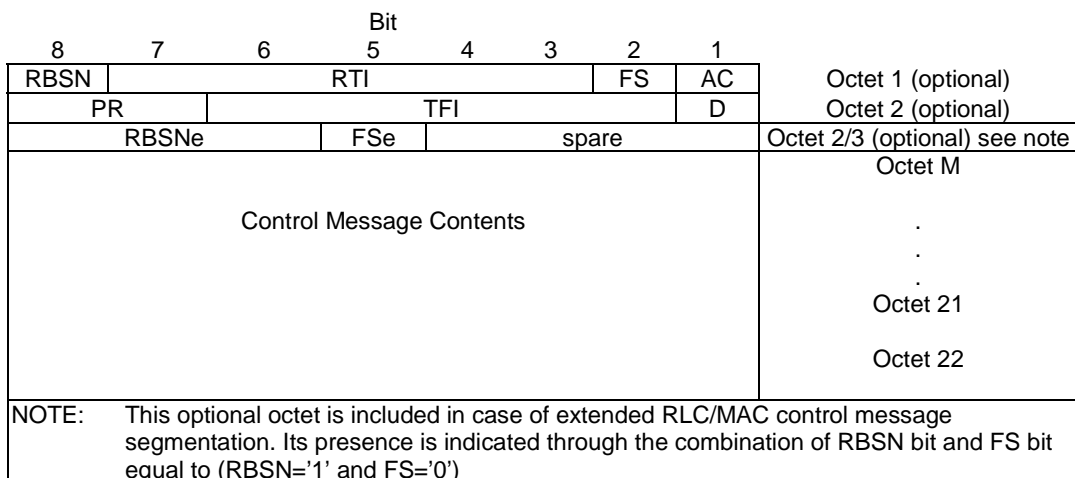 Bit
8 7 6 5 4 3 2 1
RBSN RTI FS AC Octet 1 (optional)
PR TFI D Octet 2 (optional)
RBSNe FSe spare Octet 2/3 (optional) see note
Octet M
Control Message Contents .
.
.
Octet 21
Octet 22
NOTE: This optional octet is included in case of extended RLC/MAC control message
segmentation. Its presence is indicated through the combination of RBSN bit and FS bit
equal to (RBSN='1' and FS='0')